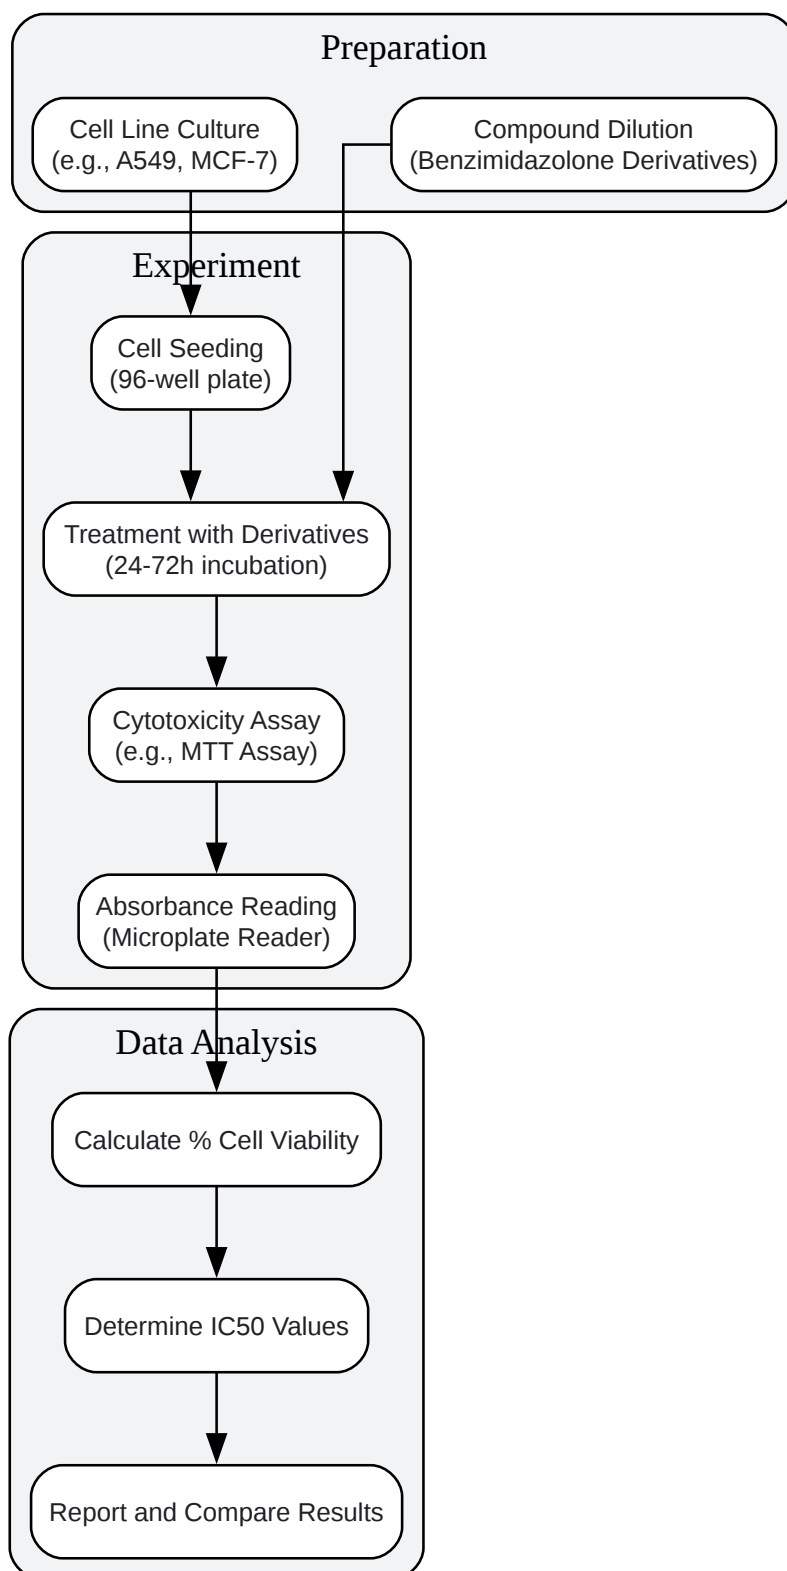 Preparation
Cell Line Culture
(e.g., A549, MCF-7)
Compound Dilution
(Benzimidazolone Derivatives)
Experiment
Cell Seeding
(96-well plate)
Treatment with Derivatives
(24-72h incubation)
Cytotoxicity Assay
(e.g., MTT Assay)
Absorbance Reading
(Microplate Reader)
Data Analysis
Calculate % Cell Viability
Determine IC50 Values
Report and Compare Results